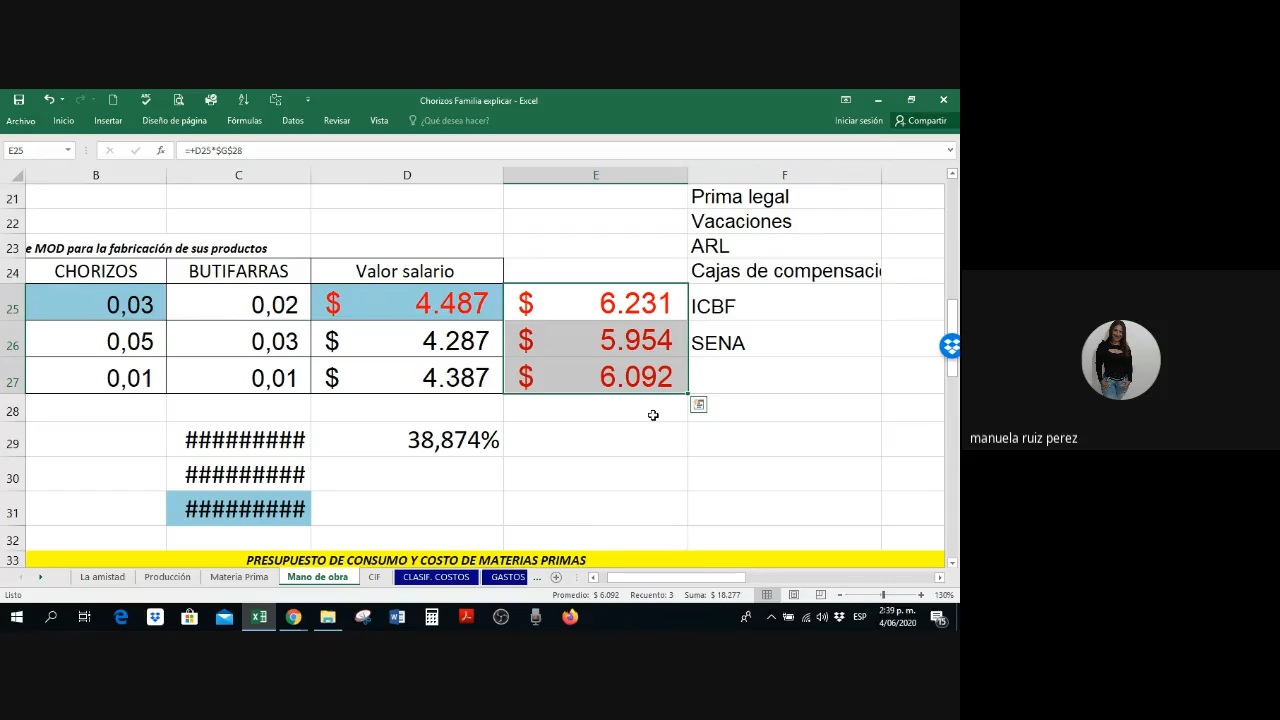 Chorizos Familia explicar - Excel
Archivo Inicio Insertar Diseño de página Fórmulas Datos Revisar Vista ¿Qué desea hacer? Iniciar sesión Compartir
E25 fx =+D25*$G$28
B C D E F
21 Prima legal
22 Vacaciones
23 e MOD para la fabricación de sus productos ARL
24 CHORIZOS BUTIFARRAS Valor salario Cajas de compensació
25 0,03 0,02 $ 4.487 $ 6.231 ICBF
26 0,05 0,03 $ 4.287 $ 5.954 SENA
27 0,01 0,01 $ 4.387 $ 6.092
28
29 ######### 38,874%
30 #########
31 #########
32
33 PRESUPUESTO DE CONSUMO Y COSTO DE MATERIAS PRIMAS
La amistad Producción Materia Prima Mano de obra CIF CLASIF. COSTOS GASTOS ...
Listo Promedio: $ 6.092 Recuento: 3 Suma: $ 18.277 130%
ESP 2:39 p. m.
4/06/2020 15
manuela ruiz perez